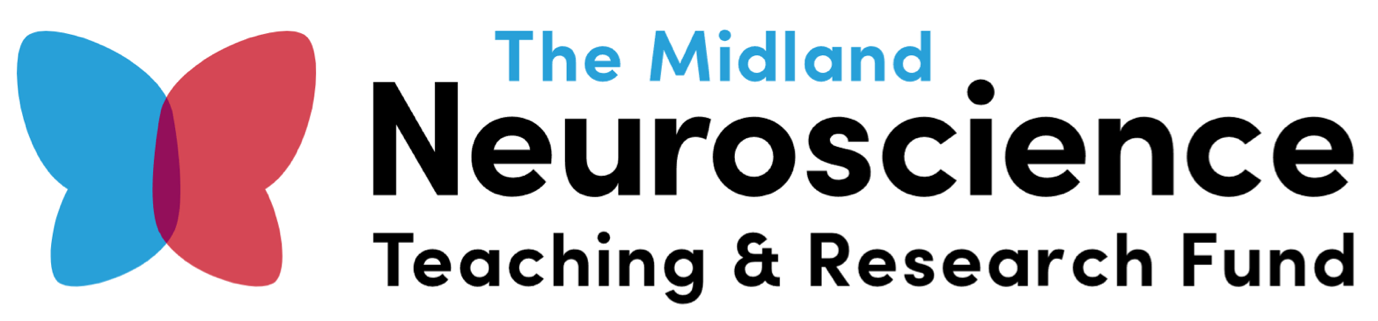 The Midland
Neuroscience
Teaching & Research Fund